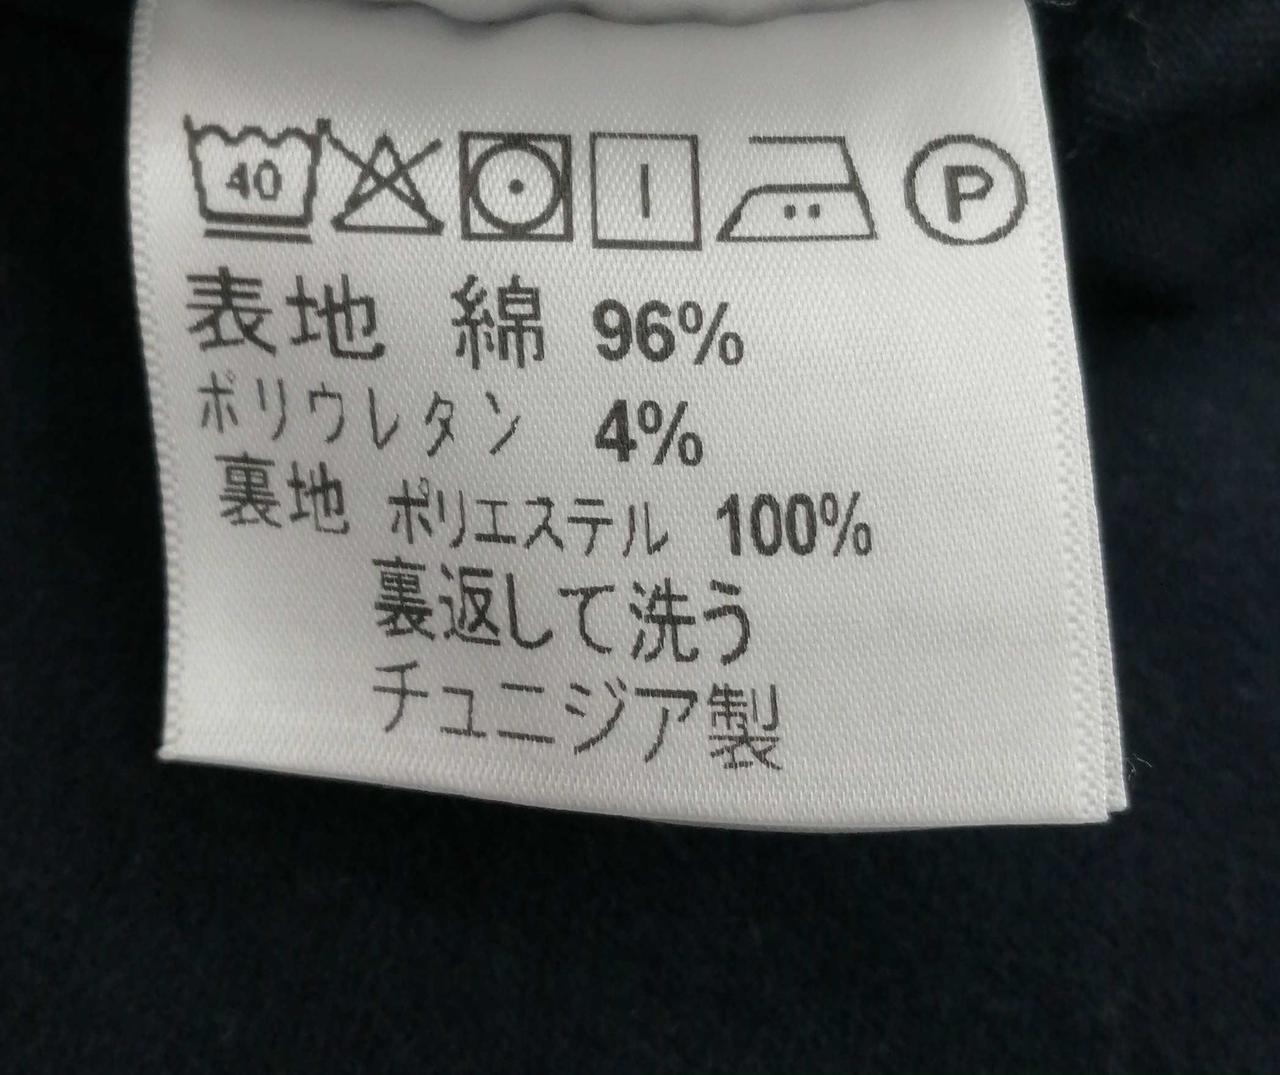 40 P
表地 綿 96%
ポリウレタン 4%
裏地 ポリエステル 100%
裏返して洗う
チュニジア製